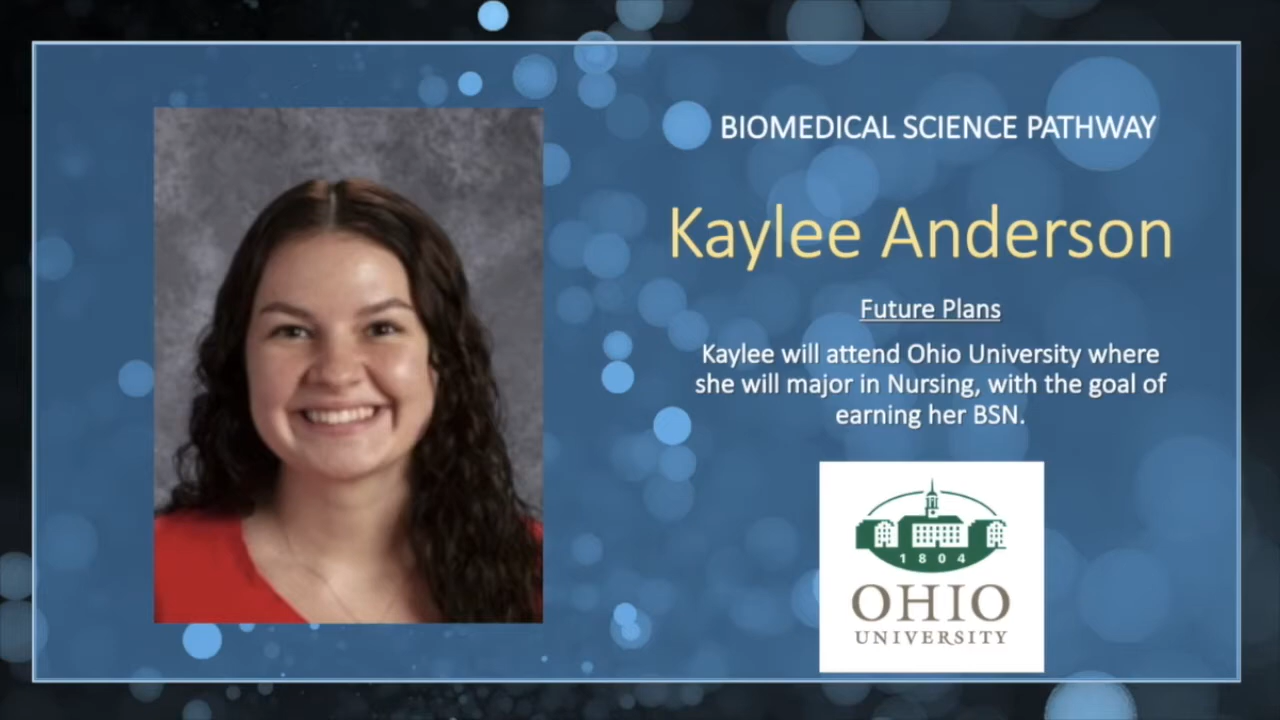 BIOMEDICAL SCIENCE PATHWAY
Kaylee Anderson
Future Plans
Kaylee will attend Ohio University where
she will major in Nursing, with the goal of
earning her BSN.
1804
OHIO
UNIVERSITY